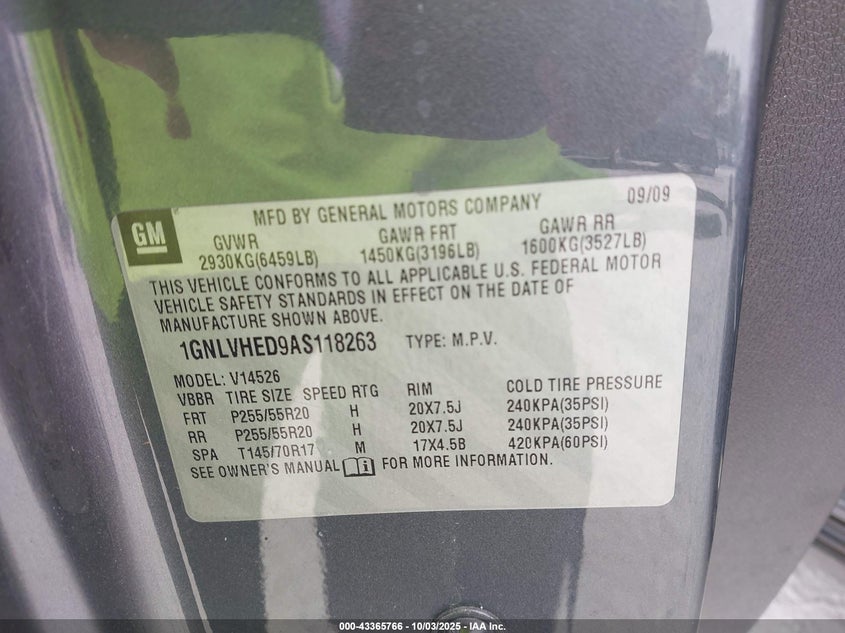 GM
MFD BY GENERAL MOTORS COMPANY 09/09
GVWR GAWR FRT GAWR RR
2930KG(6459LB) 1450KG(3196LB) 1600KG(3527LB)
THIS VEHICLE CONFORMS TO ALL APPLICABLE U.S. FEDERAL MOTOR
VEHICLE SAFETY STANDARDS IN EFFECT ON THE DATE OF
MANUFACTURE SHOWN ABOVE.
1GNLVHED9AS118263 TYPE: M.P.V.
MODEL: V14526
VBBR TIRE SIZE SPEED RTG RIM COLD TIRE PRESSURE
FRT P255/55R20 H 20X7.5J 240KPA(35PSI)
RR P255/55R20 H 20X7.5J 240KPA(35PSI)
SPA T145/70R17 M 17X4.5B 420KPA(60PSI)
SEE OWNER'S MANUAL FOR MORE INFORMATION.
000-43365766 - 10/03/2025 - IAA Inc.